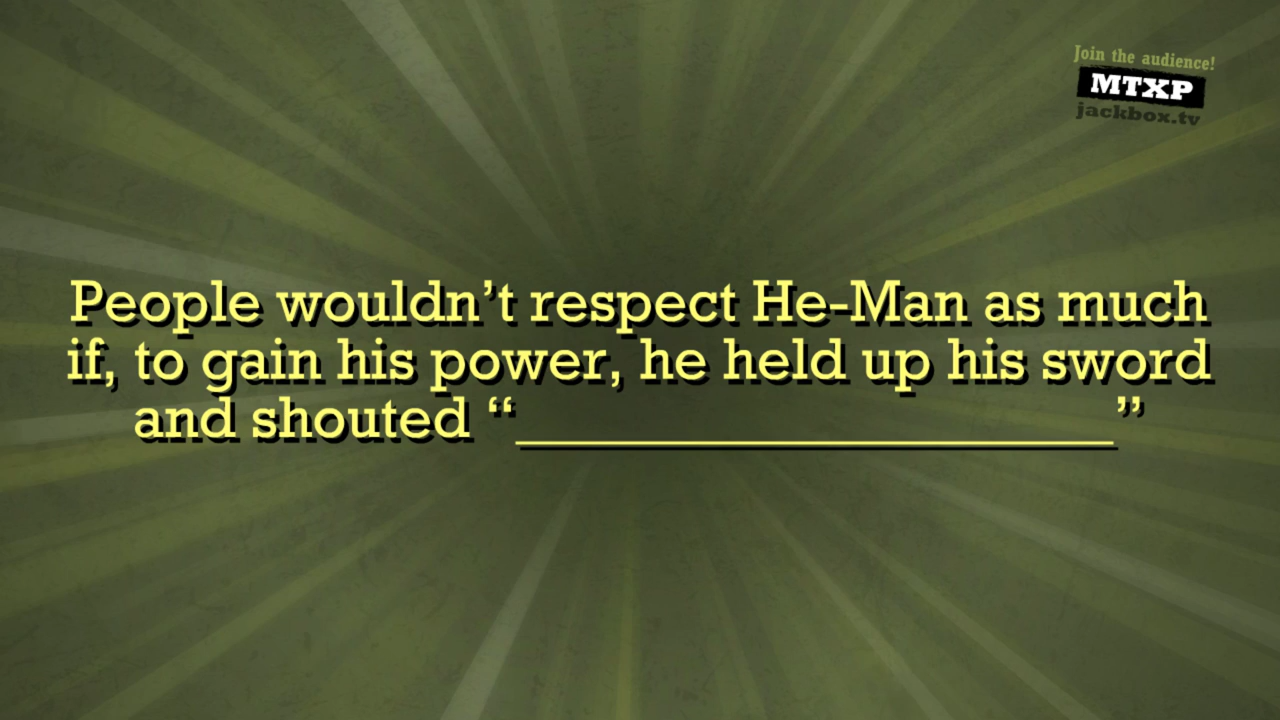 Join the audience!
MTXP
jackbox.tv
People wouldn’t respect He-Man as much
if, to gain his power, he held up his sword
and shouted “____________________”